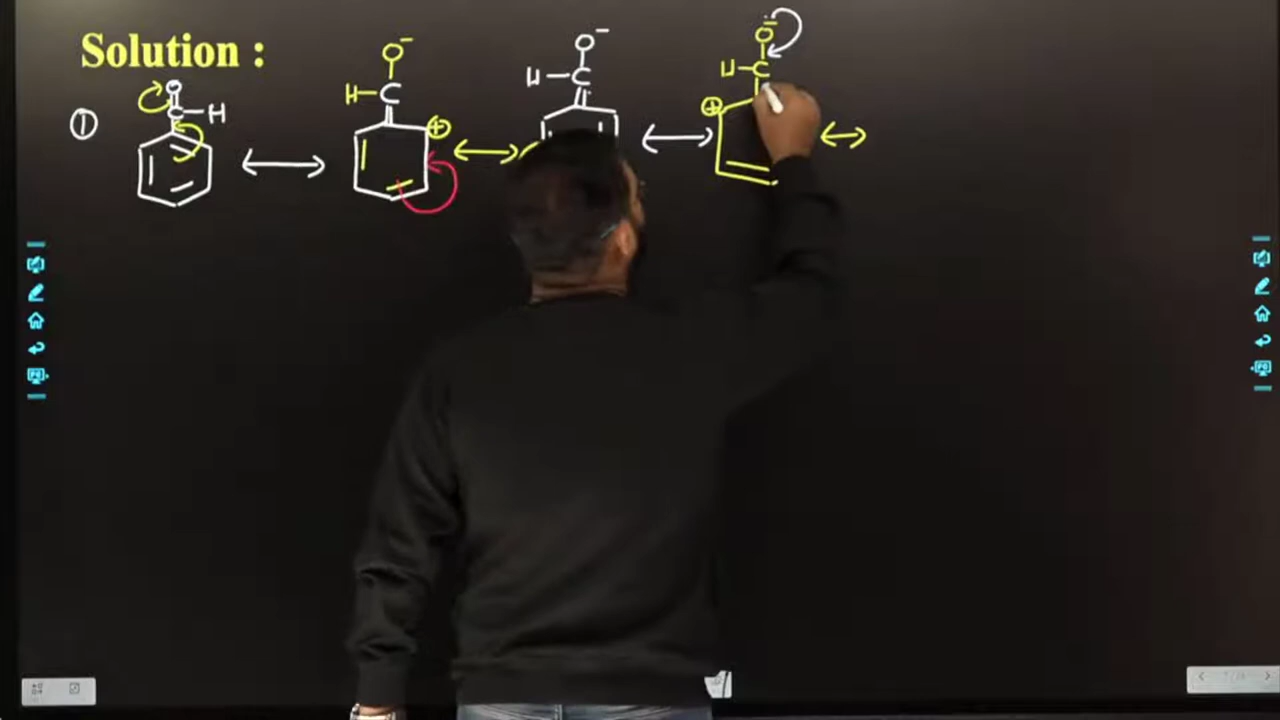 Solution :
① O C H ↔ O⁻ H C ⊕ ↔ O⁻ H C ↔ O⁻ H C ⊕ ↔